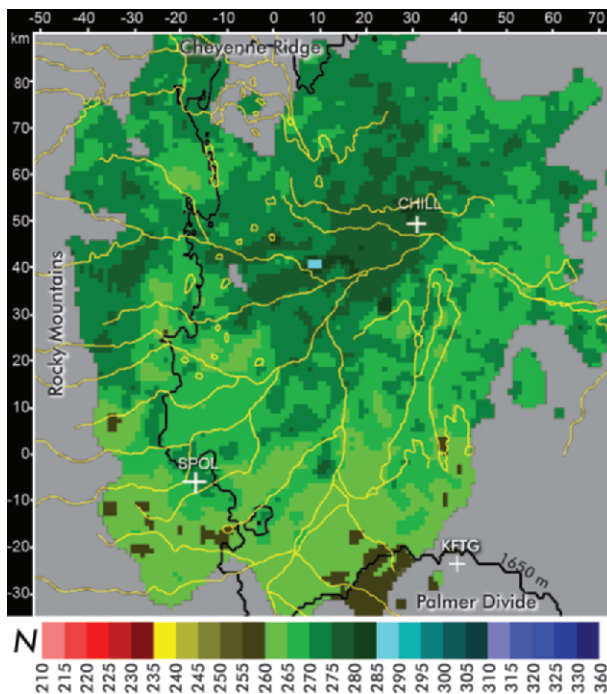 -50 -40 -30 -20 -10 0 10 20 30 40 50 60 70
km
Cheyenne Ridge
80
70
60
50
CHILL
40
30
20
10
0
SPOL
-10
-20
KFTG
1650 m
-30
Palmer Divide
Rocky Mountains
N
210 215 220 225 230 235 240 245 250 260 265 270 275 280 285 290 295 300 305 310 315 320 330 360